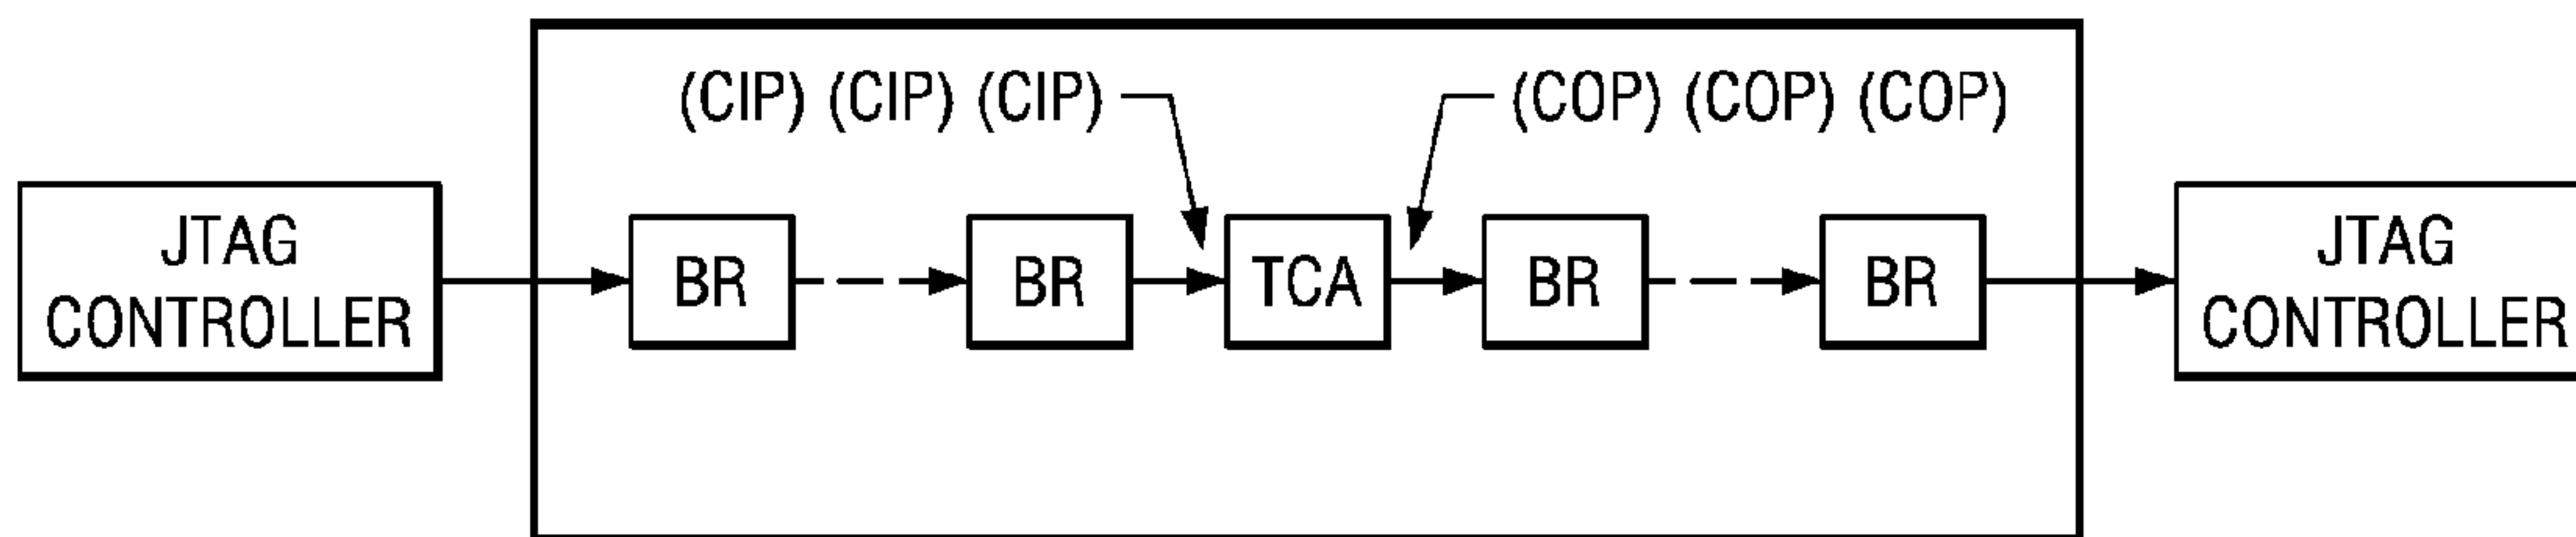 (CIP) (CIP) (CIP)
(COP) (COP) (COP)
JTAG
CONTROLLER
BR
BR
TCA
BR
BR
JTAG
CONTROLLER